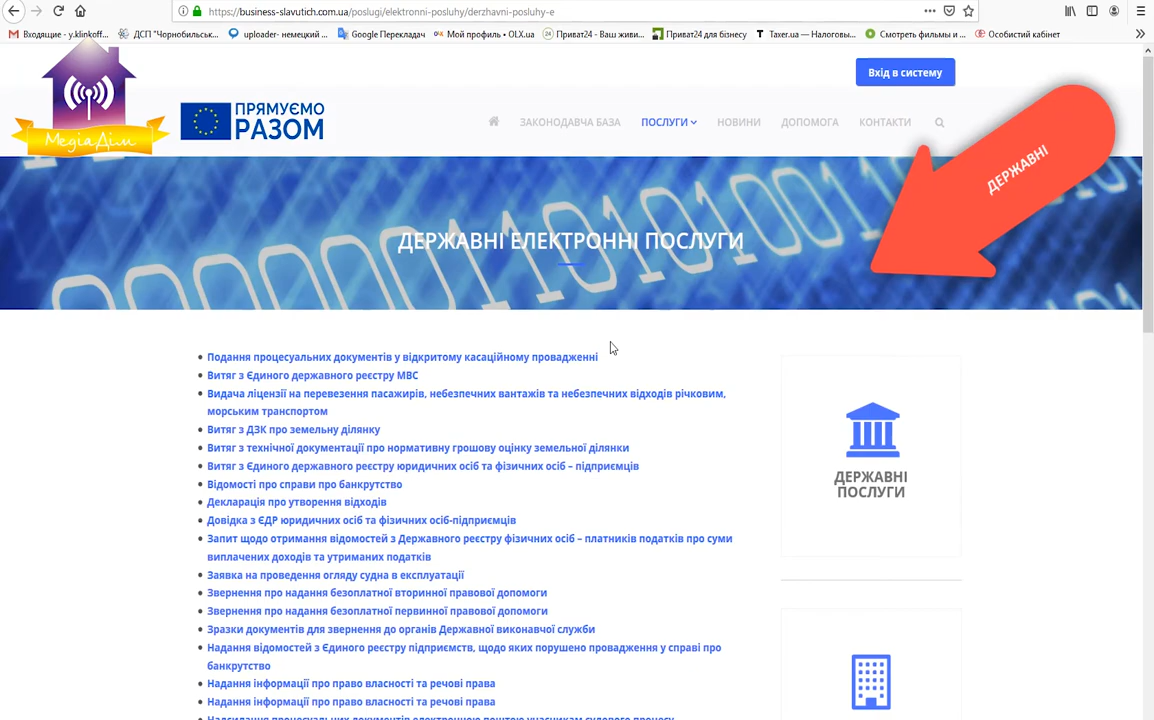 https://business-slavutich.com.ua/poslugi/elektronni-posluhy/derzhavni-posluhy-e
Входящие - y.klinkoff...
ДСП "Чорнобильськ...
uploader- немецкий ...
Google Перекладач
Мой профиль • OLX.ua
Приват24 - Ваш живи...
Приват24 для бізнесу
Taxer.ua — Налоговы...
Смотреть фильмы и ...
Особистий кабінет
МедіаДім
ПРЯМУЄМО
РАЗОМ
Вхід в систему
ЗАКОНОДАВЧА БАЗА
ПОСЛУГИ
НОВИНИ
ДОПОМОГА
КОНТАКТИ
ДЕРЖАВНІ
ДЕРЖАВНІ ЕЛЕКТРОННІ ПОСЛУГИ
Подання процесуальних документів у відкритому касаційному провадженні
Витяг з Єдиного державного реєстру МВС
Видача ліцензії на перевезення пасажирів, небезпечних вантажів та небезпечних відходів річковим,
морським транспортом
Витяг з ДЗК про земельну ділянку
Витяг з технічної документації про нормативну грошову оцінку земельної ділянки
Витяг з Єдиного державного реєстру юридичних осіб та фізичних осіб – підприємців
Відомості про справи про банкрутство
Декларація про утворення відходів
Довідка з ЄДР юридичних осіб та фізичних осіб-підприємців
Запит щодо отримання відомостей з Державного реєстру фізичних осіб – платників податків про суми
виплачених доходів та утриманих податків
Заявка на проведення огляду судна в експлуатації
Звернення про надання безоплатної вторинної правової допомоги
Звернення про надання безоплатної первинної правової допомоги
Зразки документів для звернення до органів Державної виконавчої служби
Надання відомостей з Єдиного реєстру підприємств, щодо яких порушено провадження у справі про
банкрутство
Надання інформації про право власності та речові права
Надання інформації про право власності та речові права
Надсилання процесуальних документів електронною поштою учасникам судового процесу
ДЕРЖАВНІ
ПОСЛУГИ